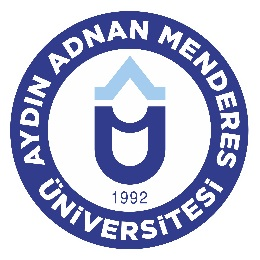 AYDIN ADNAN MENDERES
ÜNİVERSİTESİ
1992